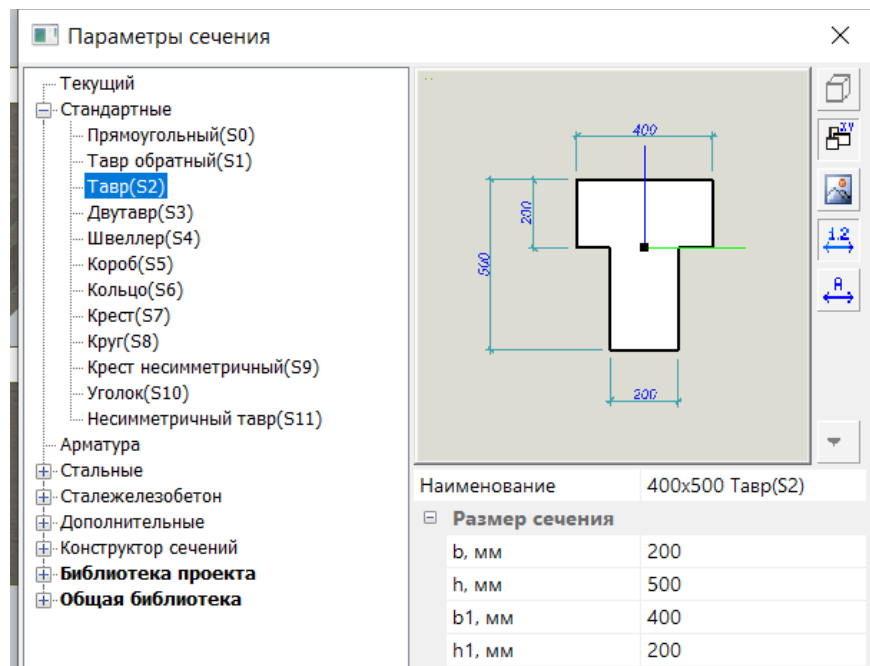 Параметры сечения
Текущий
Стандартные
Прямоугольный(S0)
Тавр обратный(S1)
Тавр(S2)
Двутавр(S3)
Швеллер(S4)
Короб(S5)
Кольцо(S6)
Крест(S7)
Круг(S8)
Крест несимметричный(S9)
Уголок(S10)
Несимметричный тавр(S11)
Арматура
Стальные
Сталежелезобетон
Дополнительные
Конструктор сечений
Библиотека проекта
Общая библиотека
400
200
500
200
XY
1.2
A
Наименование 400x500 Тавр(S2)
Размер сечения
b, мм 200
h, мм 500
b1, мм 400
h1, мм 200